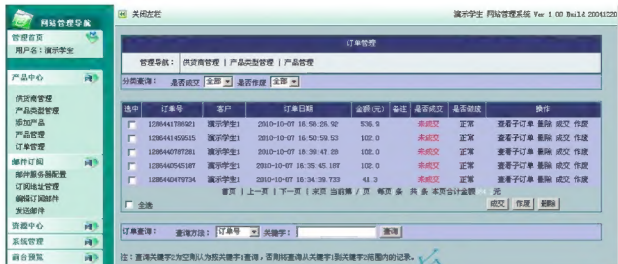 网站管理导航
关闭左栏
演示学生 网站管理系统 Ver 1.00 Build 20041220
管理首页
用户名：演示学生
产品中心
供货商管理
产品类型管理
添加产品
产品管理
订单管理
邮件订阅
邮件服务器配置
订阅地址管理
编辑订阅邮件
发送邮件
资源中心
系统管理
前台预览
订单管理
管理导航： 供货商管理 | 产品类型管理 | 产品管理
分类查询： 是否成交 全部 是否作废 全部
选中 订单号 客户 订单日期 金额(元) 备注 是否成交 是否做废 操作
1286441786921 演示学生1 2010-10-07 16:56:26.92 536.9 未成交 正常 查看子订单 删除 成交 作废
1286441459515 演示学生1 2010-10-07 16:50:59.53 102.0 未成交 正常 查看子订单 删除 成交 作废
1286440787281 演示学生1 2010-10-07 16:39:47.28 102.0 未成交 正常 查看子订单 删除 成交 作废
1286440545187 演示学生1 2010-10-07 16:35:45.187 102.0 未成交 正常 查看子订单 删除 成交 作废
1286440479734 演示学生1 2010-10-07 16:34:39.733 41.3 未成交 正常 查看子订单 删除 成交 作废
首页 | 上一页 | 下一页 | 末页 当前第 / 页 每页 条 共 条 本页合计金额 元
全选 成交 作废 删除
订单查询： 查询方法： 订单号 关键字： 查询
注：查询关键字2为空则认为按关键字1查询，否则将查询从关键字1到关键字2范围内的记录。